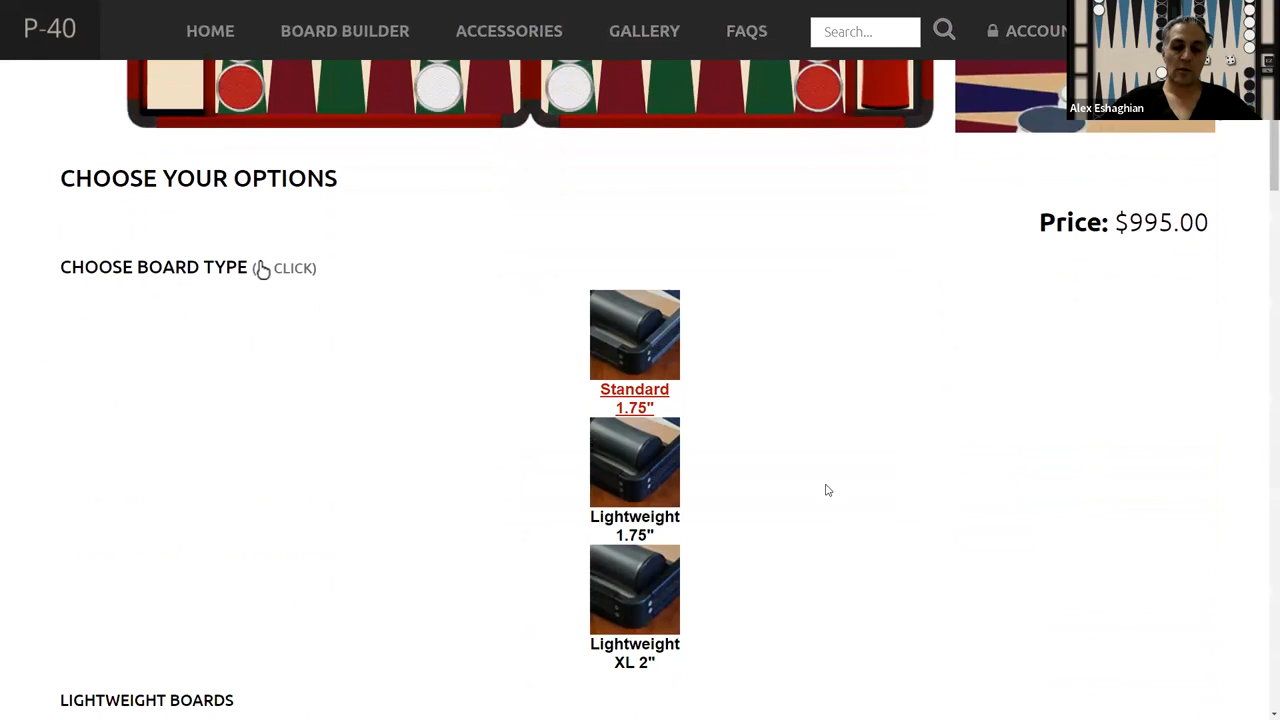 P-40
HOME
BOARD BUILDER
ACCESSORIES
GALLERY
FAQS
Search...
ACCOUN
Alex Eshaghian
CHOOSE YOUR OPTIONS
Price: $995.00
CHOOSE BOARD TYPE ( CLICK)
Standard
1.75"
Lightweight
1.75"
Lightweight
XL 2"
LIGHTWEIGHT BOARDS